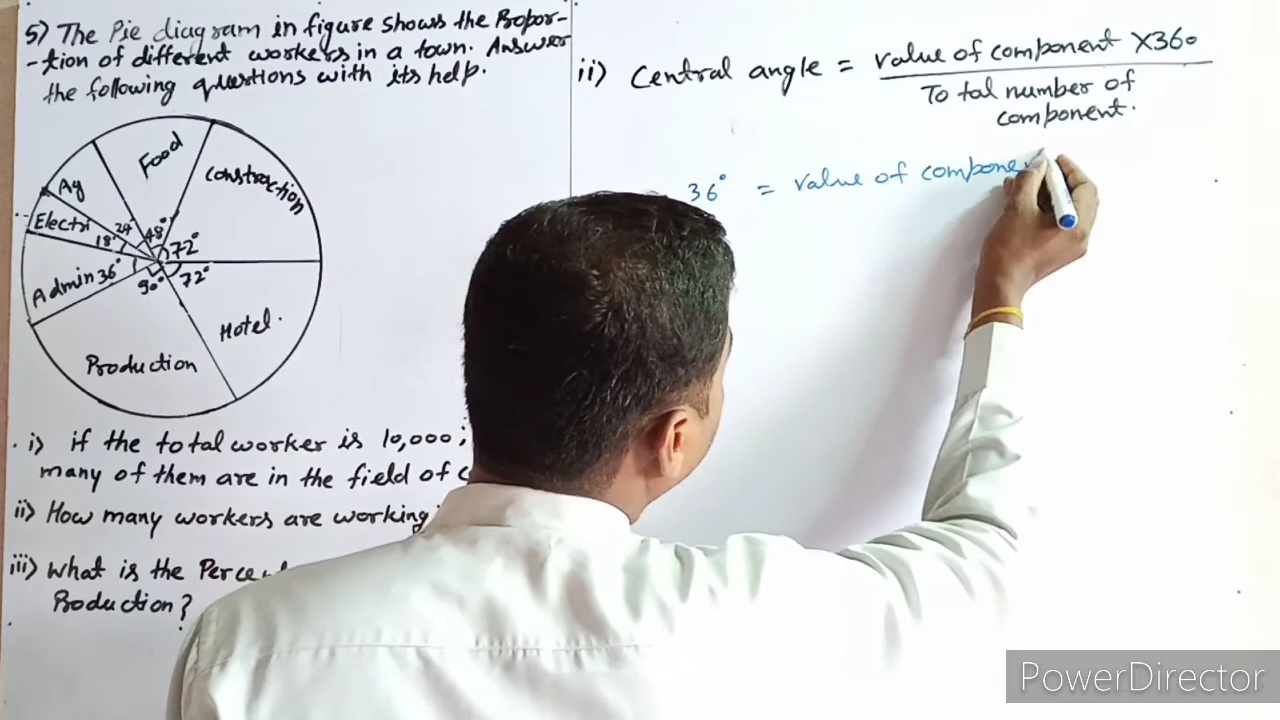 5) The Pie diagram in figure shows the Propor-
-tion of different workers in a town. Answer
the following questions with its help.
Food
Construction
Ag
Electri
24°
48°
18°
72°
Admin 36°
90°
72°
Hotel.
Production
i) if the total worker is 10,000;
many of them are in the field of
ii) How many workers are working
iii) What is the
Production?
ii) Central angle = value of component X360
Total number of
component.
36° = value of compone
PowerDirector